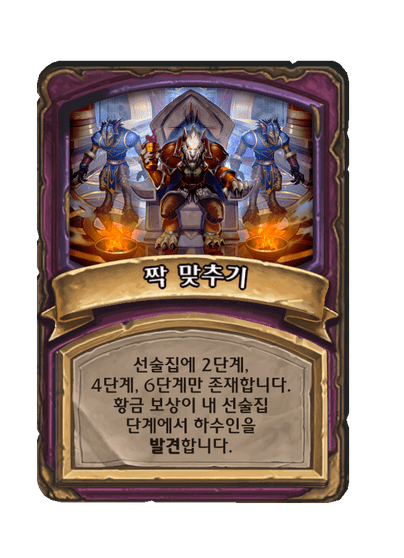 짝 맞추기
선술집에 2단계,
4단계, 6단계만 존재합니다.
황금 보상이 내 선술집
단계에서 하수인을
발견합니다.